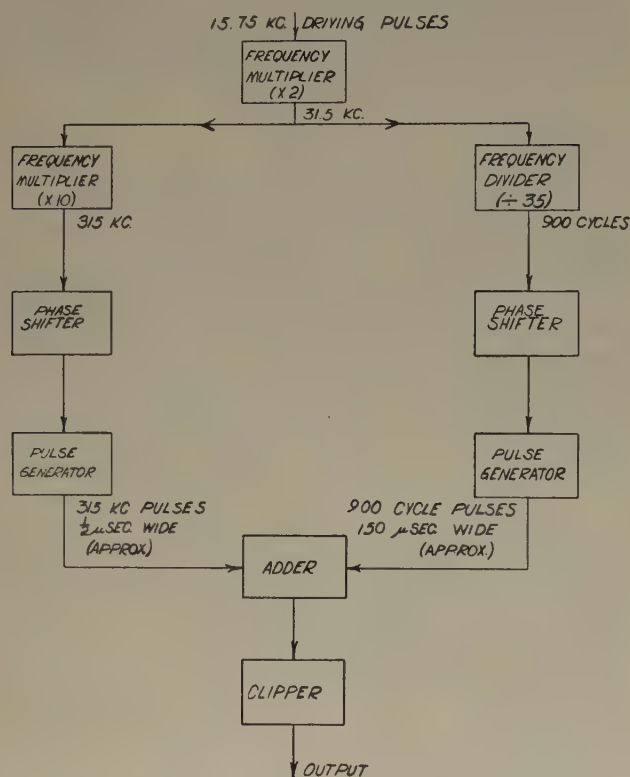 15.75 KC. DRIVING PULSES
FREQUENCY
MULTIPLIER
(X2)
31.5 KC.
FREQUENCY
MULTIPLIER
(X10)
315 KC.
FREQUENCY
DIVIDER
(÷ 35)
900 CYCLES
PHASE
SHIFTER
PHASE
SHIFTER
PULSE
GENERATOR
PULSE
GENERATOR
315 KC PULSES
½ µSEC. WIDE
(APPROX)
900 CYCLE PULSES
150 µSEC. WIDE
(APPROX.)
ADDER
CLIPPER
OUTPUT